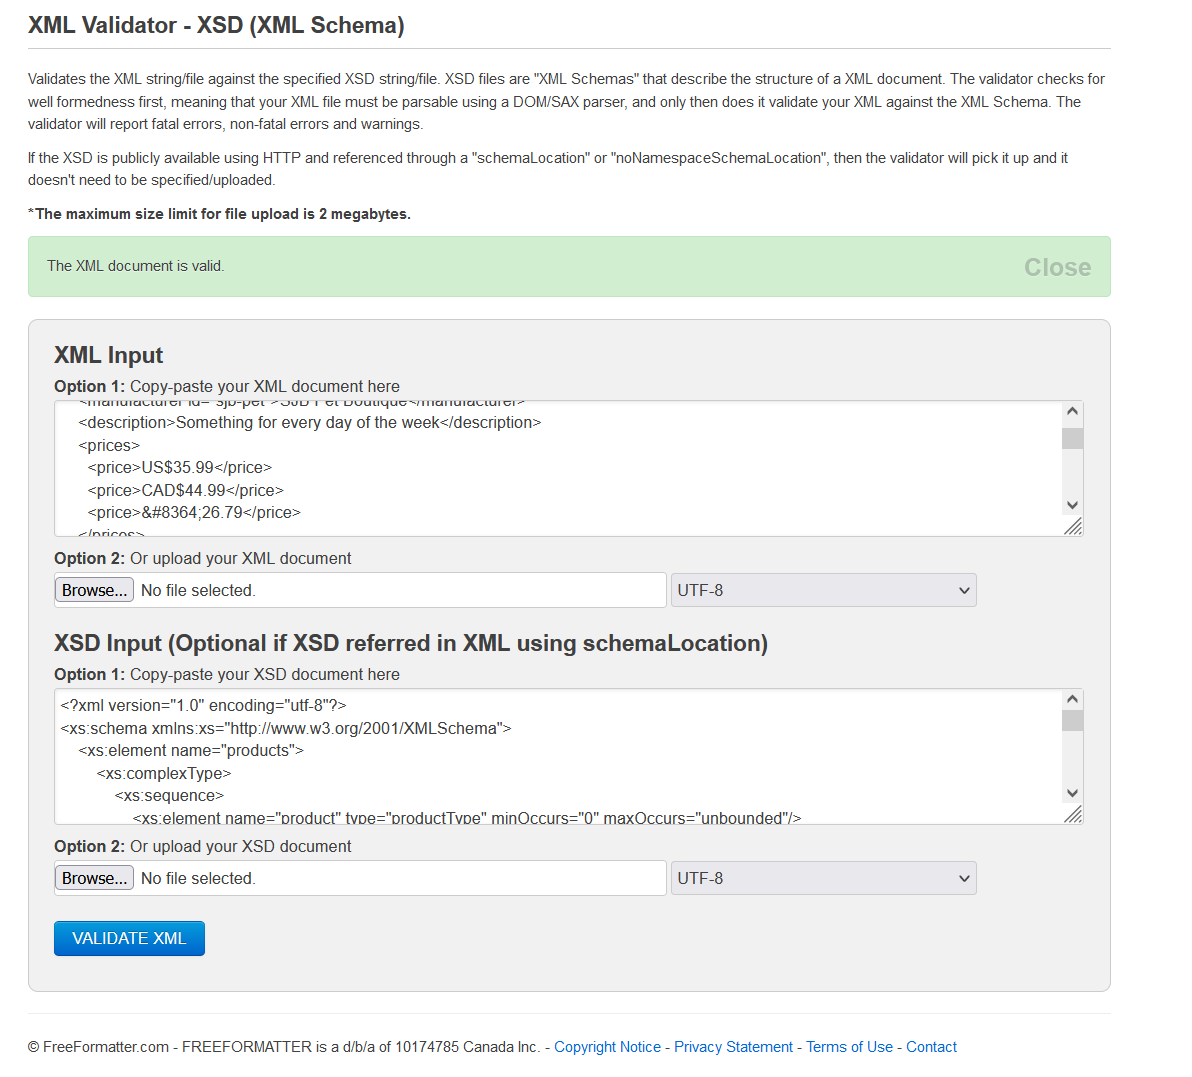 XML Validator - XSD (XML Schema)
Validates the XML string/file against the specified XSD string/file. XSD files are "XML Schemas" that describe the structure of a XML document. The validator checks for
well formedness first, meaning that your XML file must be parsable using a DOM/SAX parser, and only then does it validate your XML against the XML Schema. The
validator will report fatal errors, non-fatal errors and warnings.
If the XSD is publicly available using HTTP and referenced through a "schemaLocation" or "noNamespaceSchemaLocation", then the validator will pick it up and it
doesn't need to be specified/uploaded.
*The maximum size limit for file upload is 2 megabytes.
The XML document is valid. Close
XML Input
Option 1: Copy-paste your XML document here
<manufacturer id="sjb-pet">SJB Pet Boutique</manufacturer>
<description>Something for every day of the week</description>
<prices>
<price>US$35.99</price>
<price>CAD$44.99</price>
<price>&#8364;26.79</price>
</prices>
Option 2: Or upload your XML document
Browse... No file selected. UTF-8
XSD Input (Optional if XSD referred in XML using schemaLocation)
Option 1: Copy-paste your XSD document here
<?xml version="1.0" encoding="utf-8"?>
<xs:schema xmlns:xs="http://www.w3.org/2001/XMLSchema">
<xs:element name="products">
<xs:complexType>
<xs:sequence>
<xs:element name="product" type="productType" minOccurs="0" maxOccurs="unbounded"/>
Option 2: Or upload your XSD document
Browse... No file selected. UTF-8
VALIDATE XML
© FreeFormatter.com - FREEFORMATTER is a d/b/a of 10174785 Canada Inc. - Copyright Notice - Privacy Statement - Terms of Use - Contact